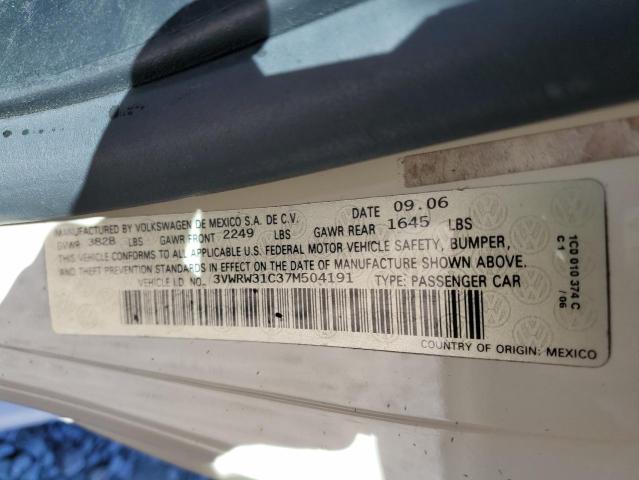 MANUFACTURED BY VOLKSWAGEN DE MEXICO S.A. DE C.V. DATE 09.06
GVWR 3828 LBS GAWR FRONT 2249 LBS GAWR REAR 1645 LBS
THIS VEHICLE CONFORMS TO ALL APPLICABLE U.S. FEDERAL MOTOR VEHICLE SAFETY, BUMPER,
AND THEFT PREVENTION STANDARDS IN EFFECT ON THE DATE OF MANUFACTURE SHOWN ABOVE.
VEHICLE I.D NO.. 3VWRW31C37M504191 TYPE: PASSENGER CAR
COUNTRY OF ORIGIN: MEXICO
1C0 010 374 C
C1 /06